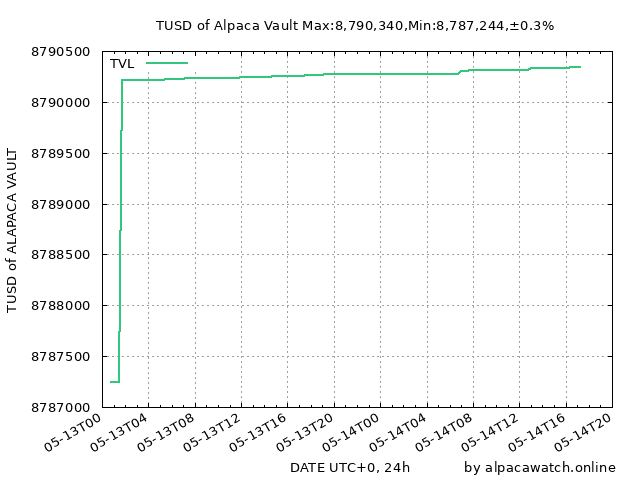 TUSD of Alpaca Vault Max:8,790,340,Min:8,787,244,±0.3%
TVL
8790500
8790000
8789500
8789000
8788500
8788000
8787500
8787000
TUSD of ALAPACA VAULT
05-13T00
05-13T04
05-13T08
05-13T12
05-13T16
05-13T20
05-14T00
05-14T04
05-14T08
05-14T12
05-14T16
05-14T20
DATE UTC+0, 24h
by alpacawatch.online